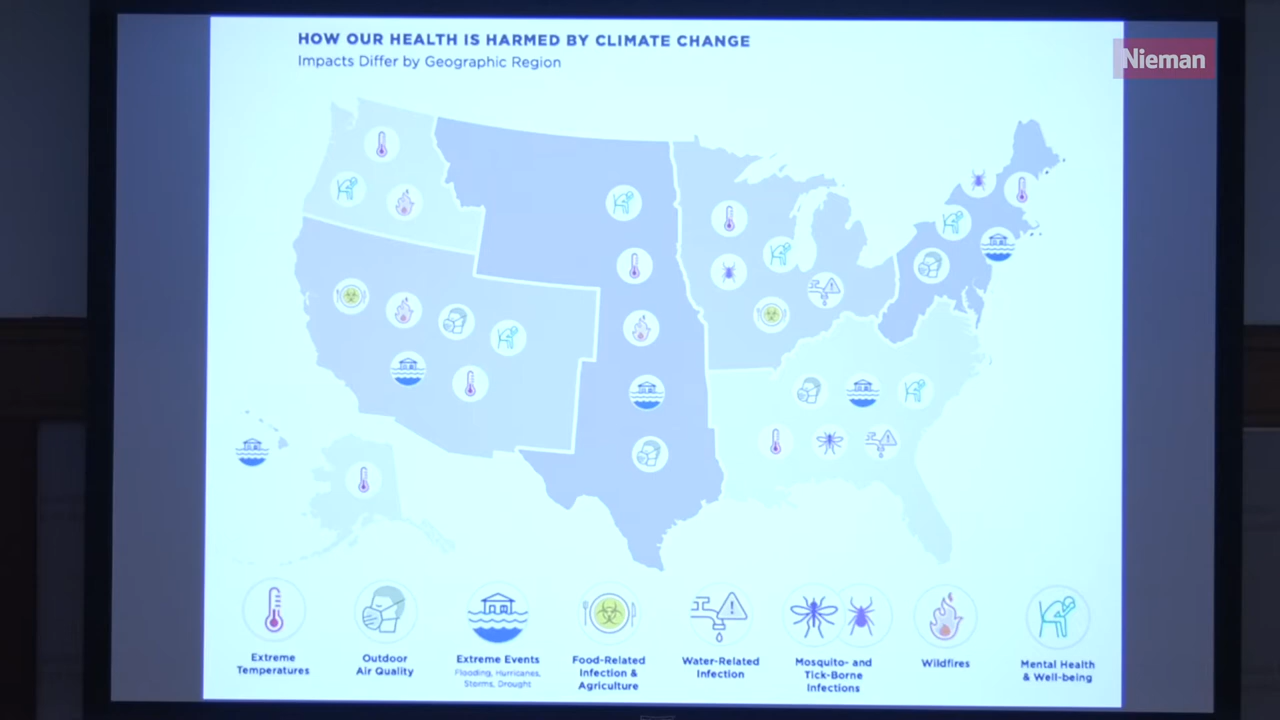 HOW OUR HEALTH IS HARMED BY CLIMATE CHANGE
Impacts Differ by Geographic Region
Nieman
Extreme
Temperatures
Outdoor
Air Quality
Extreme Events
Flooding, Hurricanes,
Storms, Drought
Food-Related
Infection &
Agriculture
Water-Related
Infection
Mosquito- and
Tick-Borne
Infections
Wildfires
Mental Health
& Well-being